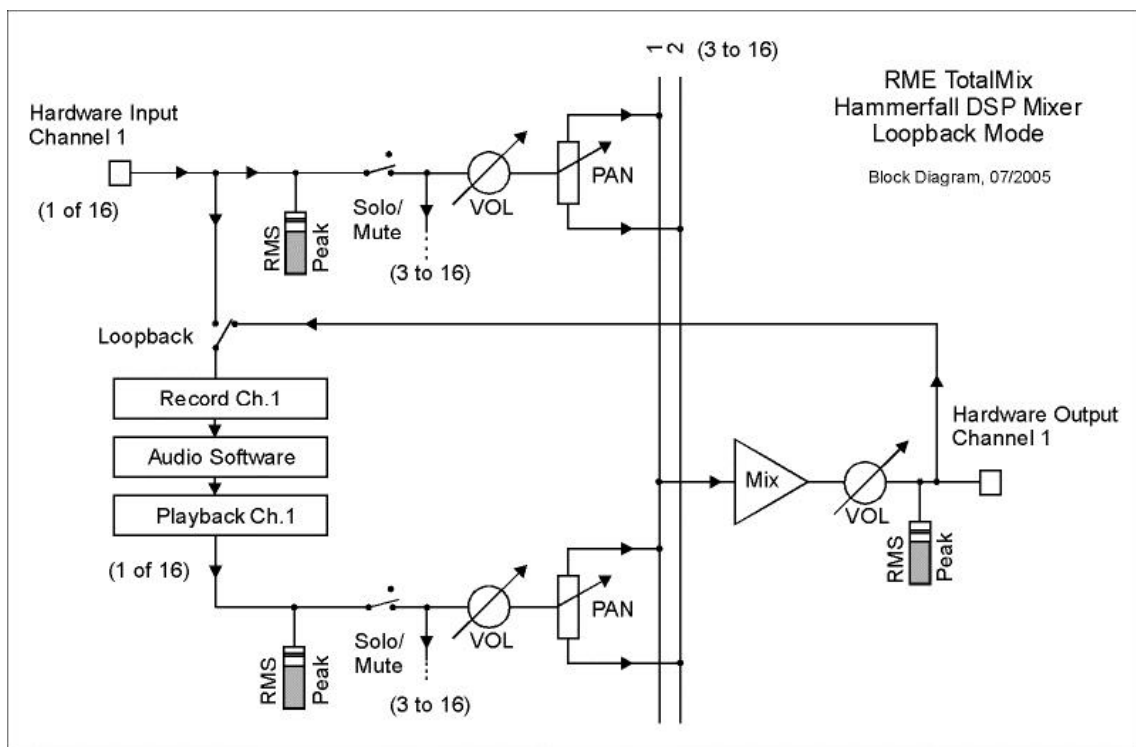 1
2
(3 to 16)
RME TotalMix
Hammerfall DSP Mixer
Loopback Mode
Block Diagram, 07/2005
Hardware Input
Channel 1
(1 of 16)
RMS
Peak
Solo/
Mute
(3 to 16)
VOL
PAN
Loopback
Record Ch.1
Audio Software
Playback Ch.1
(1 of 16)
Mix
VOL
Hardware Output
Channel 1
RMS
Peak
RMS
Peak
Solo/
Mute
(3 to 16)
VOL
PAN